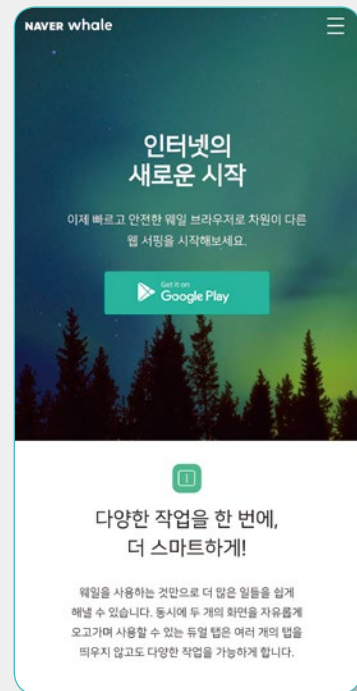 NAVER whale
인터넷의
새로운 시작
이제 빠르고 안전한 웨일 브라우저로 차원이 다른
웹 서핑을 시작해보세요.
Get it on
Google Play
다양한 작업을 한 번에,
더 스마트하게!
웨일을 사용하는 것만으로 더 많은 일들을 쉽게
해낼 수 있습니다. 동시에 두 개의 화면을 자유롭게
오고가며 사용할 수 있는 듀얼 탭은 여러 개의 탭을
띄우지 않고도 다양한 작업을 가능하게 합니다.